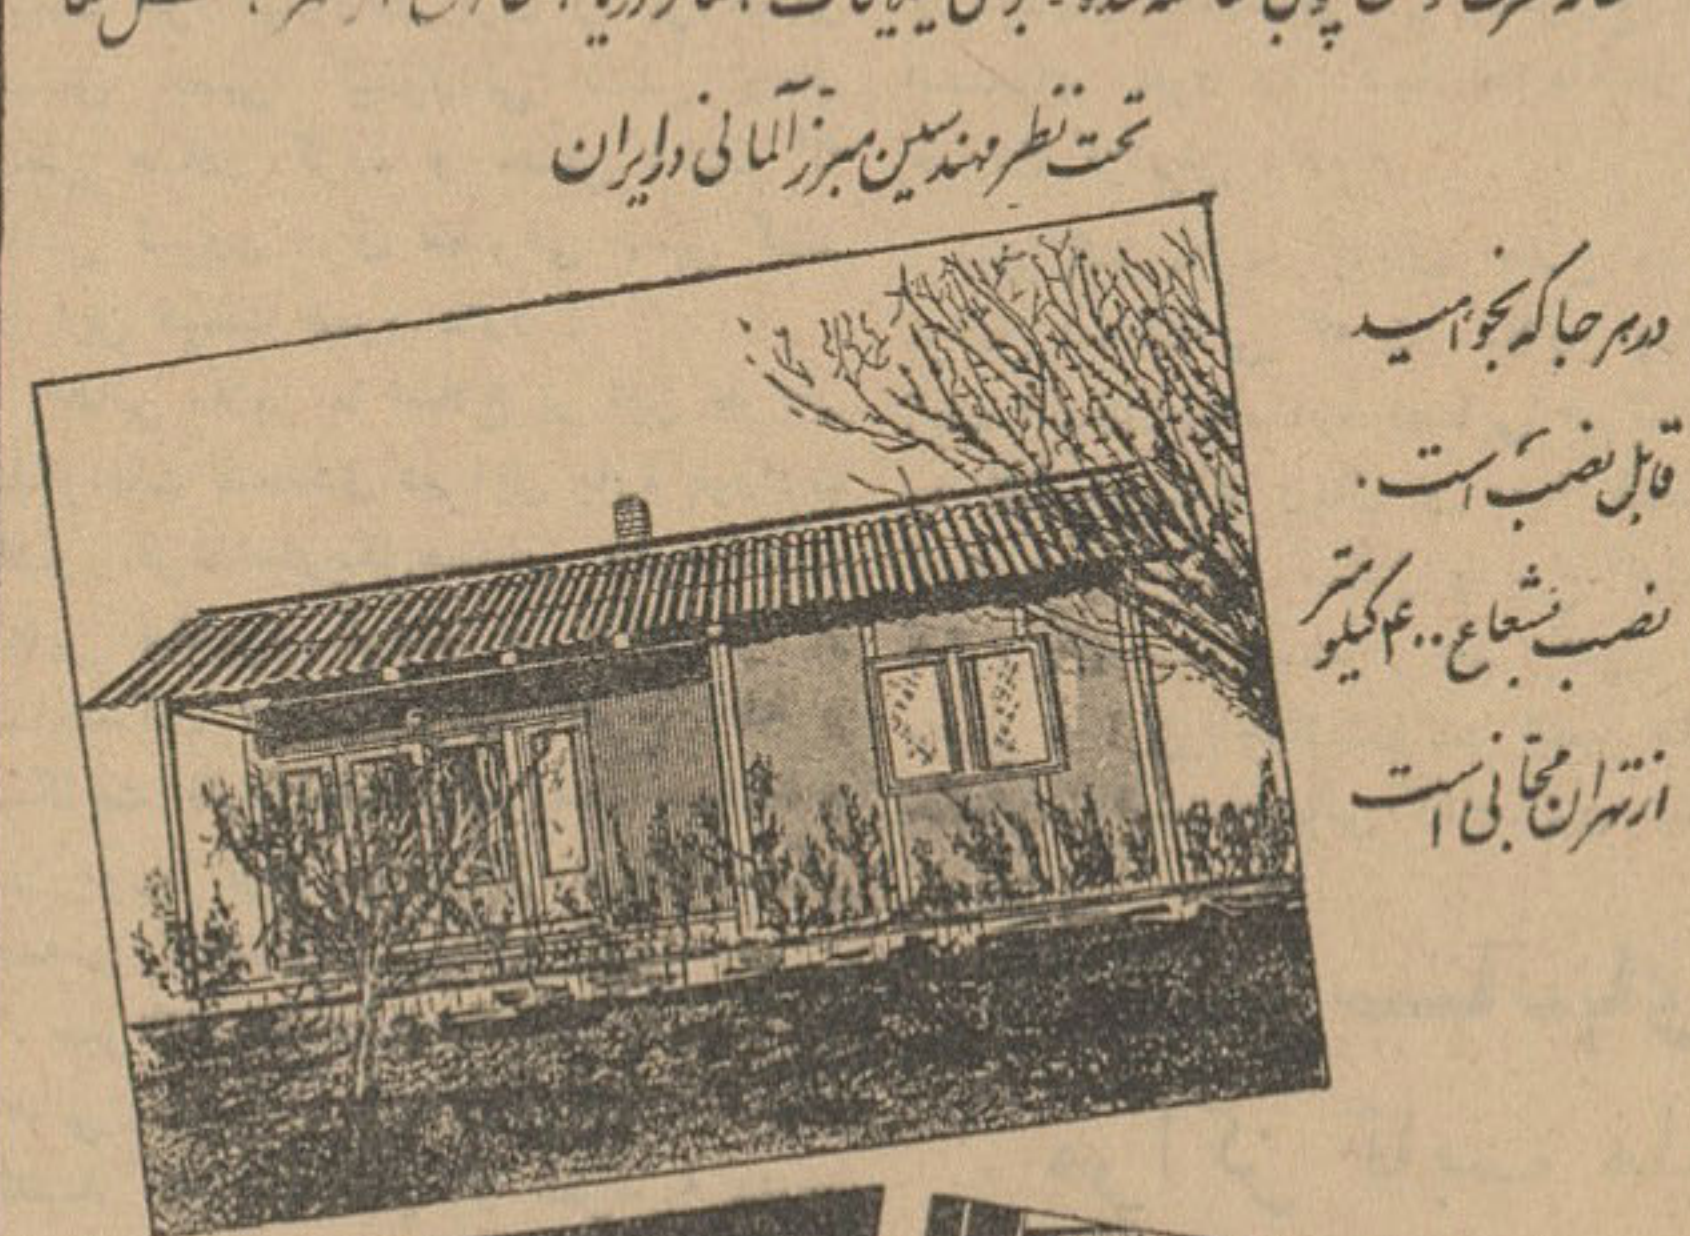 تحت نظر مهندسین مبرز آلمانی در ایران
در هر جا که بخواهید
قابل نصب است.
نصب بشعاع ۴۰۰ کیلومتر
از تهران مجانی است